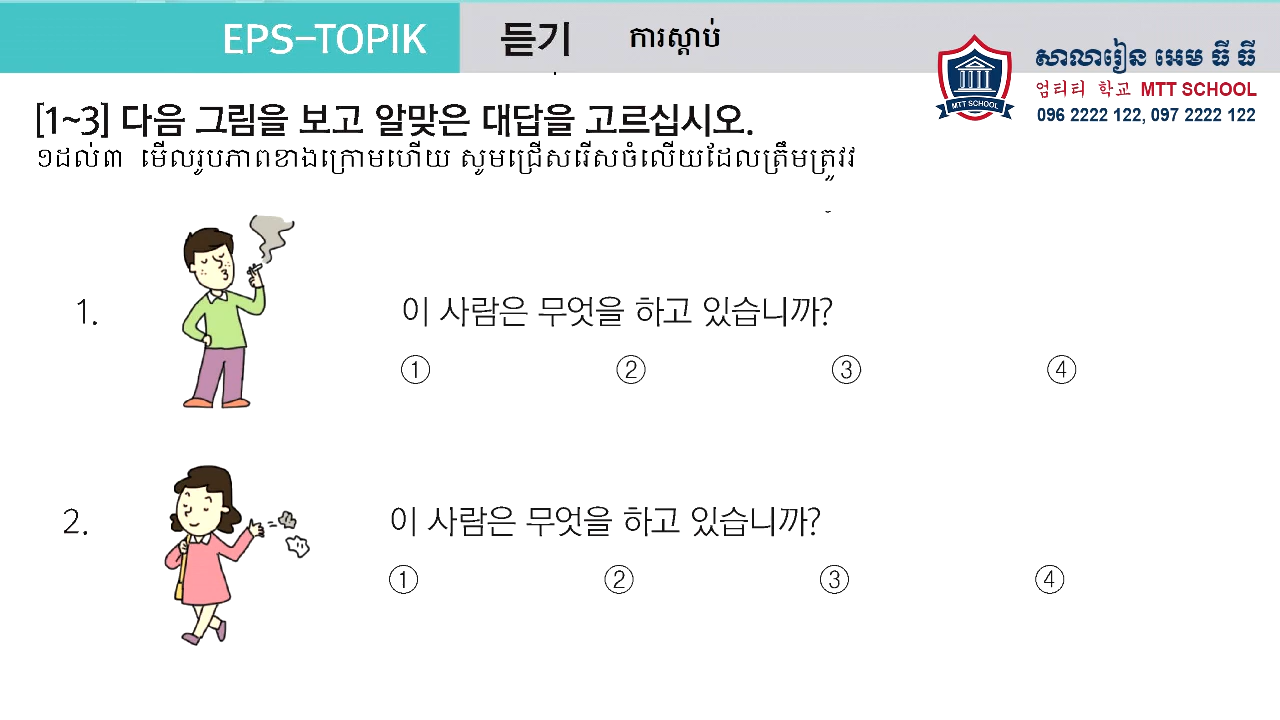 EPS-TOPIK 듣기 ការស្ដាប់
សាលារៀន អេម ធី ធី
엄티티 학교 MTT SCHOOL
096 2222 122, 097 2222 122
MTT SCHOOL
[1~3] 다음 그림을 보고 알맞은 대답을 고르십시오.
១ដល់៣ មើលរូបភាពខាងក្រោមហើយ សូមជ្រើសរើសចំលើយដែលត្រឹមត្រូវវ
1. 이 사람은 무엇을 하고 있습니까?
① ② ③ ④
2. 이 사람은 무엇을 하고 있습니까?
① ② ③ ④